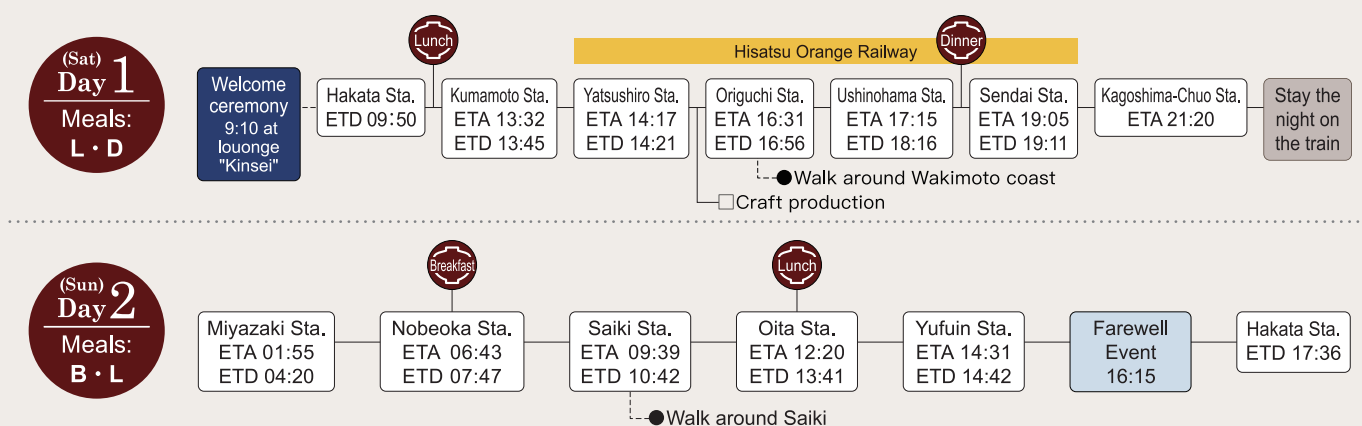 (Sat)
Day 1
Meals:
L・D
Welcome
ceremony
9:10 at
louonge
"Kinsei"
Hakata Sta.
ETD 09:50
Lunch
Kumamoto Sta.
ETA 13:32
ETD 13:45
Hisatsu Orange Railway
Yatsushiro Sta.
ETA 14:17
ETD 14:21
Craft production
Origuchi Sta.
ETA 16:31
ETD 16:56
Walk around Wakimoto coast
Ushinohama Sta.
ETA 17:15
ETD 18:16
Dinner
Sendai Sta.
ETA 19:05
ETD 19:11
Kagoshima-Chuo Sta.
ETA 21:20
Stay the
night on
the train
(Sun)
Day 2
Meals:
B・L
Miyazaki Sta.
ETA 01:55
ETD 04:20
Breakfast
Nobeoka Sta.
ETA 06:43
ETD 07:47
Saiki Sta.
ETA 09:39
ETD 10:42
Walk around Saiki
Lunch
Oita Sta.
ETA 12:20
ETD 13:41
Yufuin Sta.
ETA 14:31
ETD 14:42
Farewell
Event
16:15
Hakata Sta.
ETD 17:36